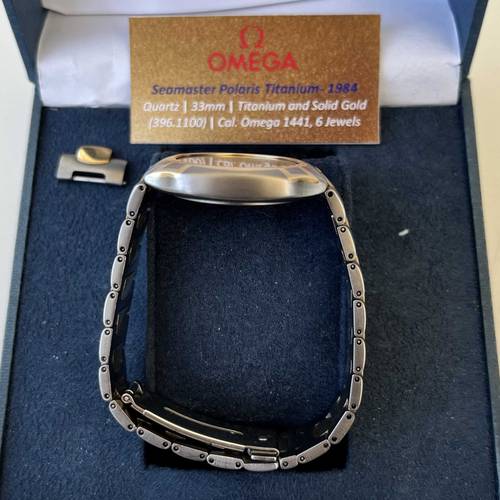 Ω
OMEGA
Seamaster Polaris Titanium- 1984
Quartz | 33mm | Titanium and Solid Gold
(396.1100) | Cal. Omega 1441, 6 Jewels